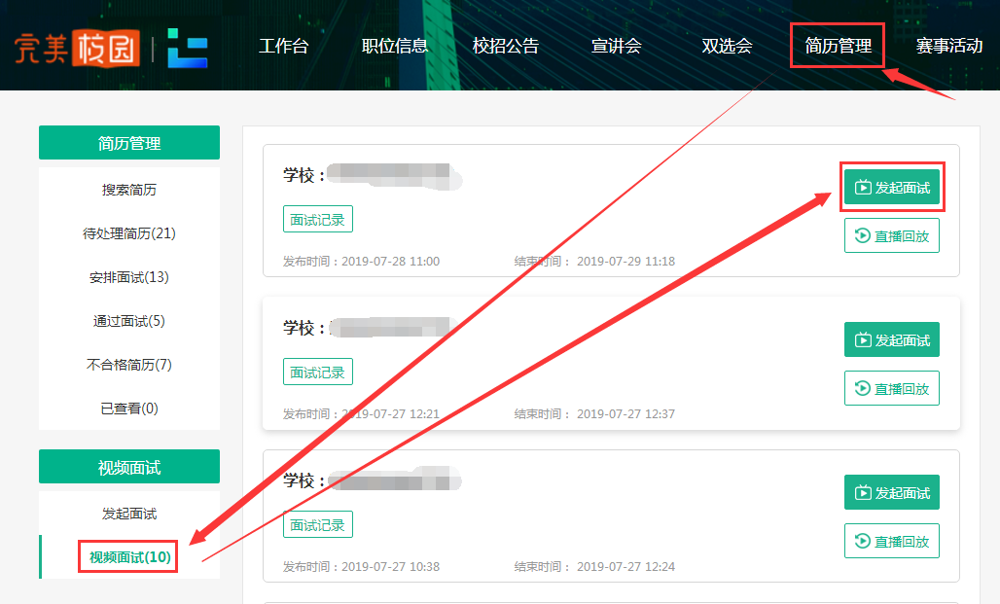 完美校园
工作台 职位信息 校招公告 宣讲会 双选会 简历管理 赛事活动
简历管理
搜索简历
待处理简历(21)
安排面试(13)
通过面试(5)
不合格简历(7)
已查看(0)
视频面试
发起面试
视频面试(10)
学校：
发起面试
面试记录
直播回放
发布时间：2019-07-28 11:00 结束时间： 2019-07-29 11:18
学校：
发起面试
面试记录
直播回放
发布时间：2019-07-27 12:21 结束时间： 2019-07-27 12:37
学校：
发起面试
面试记录
直播回放
发布时间：2019-07-27 10:38 结束时间： 2019-07-27 12:24